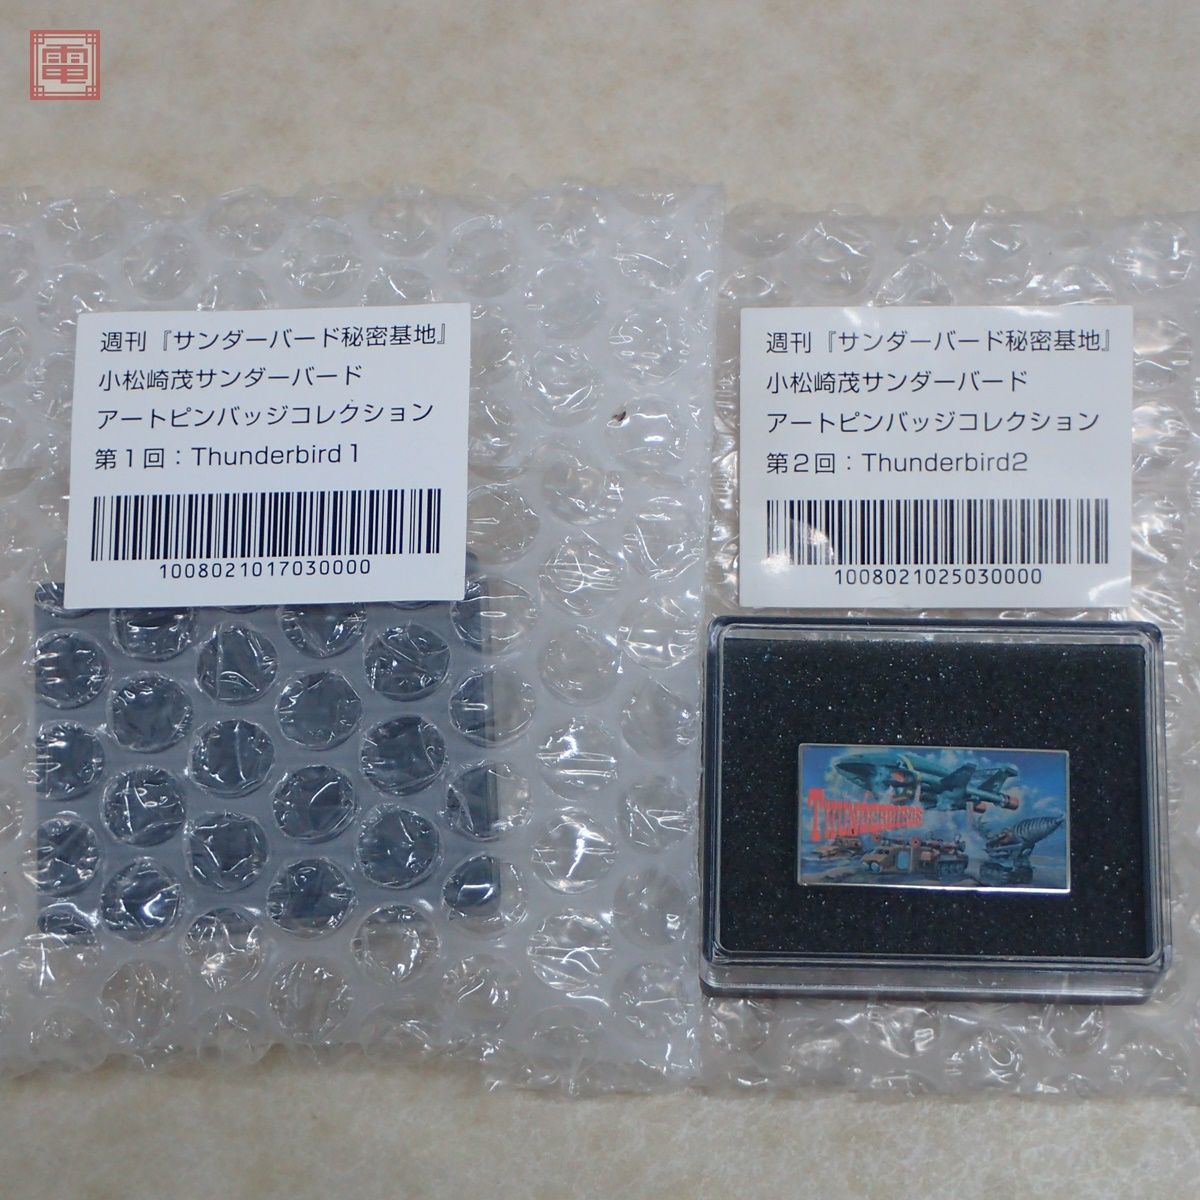 電
週刊『サンダーバード秘密基地』
小松崎茂サンダーバード
アートピンバッジコレクション
第1回：Thunderbird1
1008021017030000
週刊『サンダーバード秘密基地』
小松崎茂サンダーバード
アートピンバッジコレクション
第2回：Thunderbird2
1008021025030000
THUNDERBIRDS